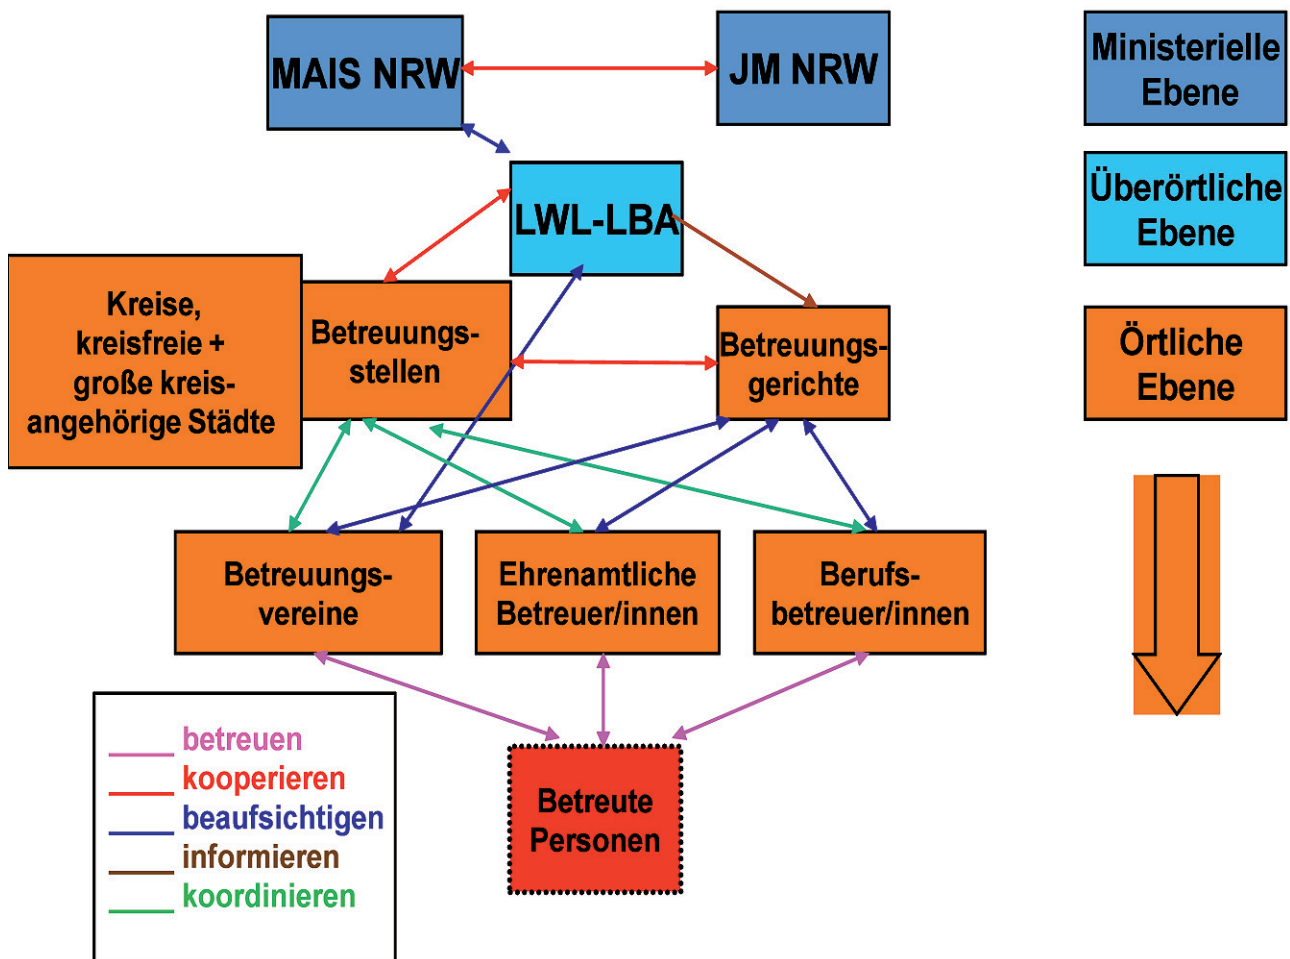 MAIS NRW
JM NRW
Ministerielle
Ebene
LWL-LBA
Überörtliche
Ebene
Kreise,
kreisfreie +
große kreis-
angehörige Städte
Betreuungs-
stellen
Betreuungs-
gerichte
Örtliche
Ebene
Betreuungs-
vereine
Ehrenamtliche
Betreuer/innen
Berufs-
betreuer/innen
betreuen
kooperieren
beaufsichtigen
informieren
koordinieren
Betreute
Personen